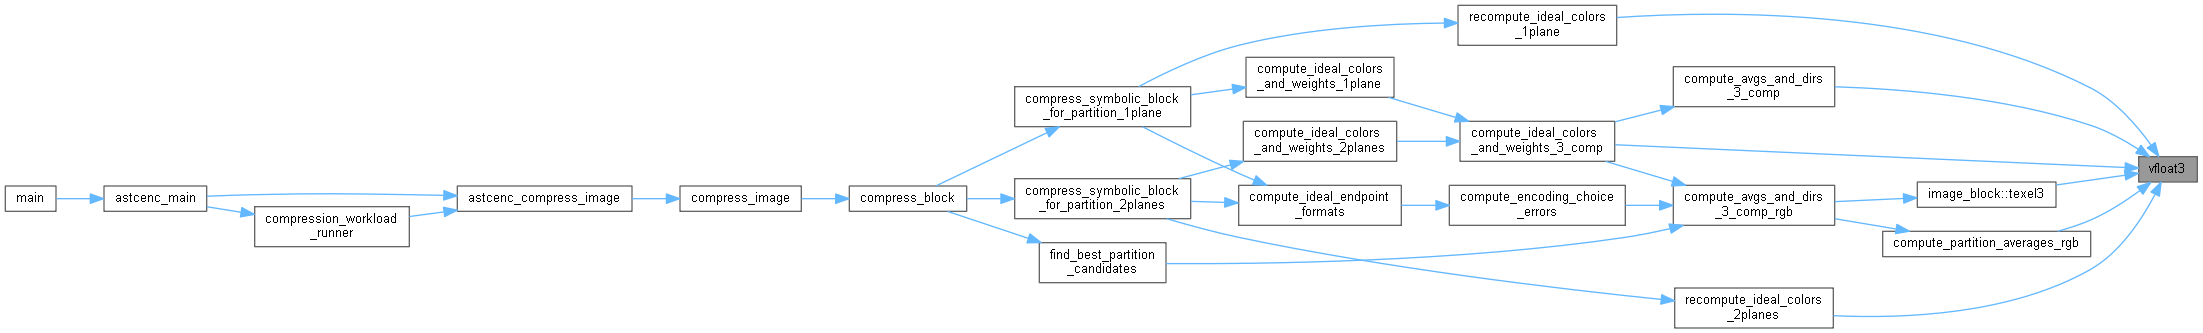 main
astcenc_main
compression_workload
_runner
astcenc_compress_image
compress_image
compress_block
compress_symbolic_block
_for_partition_1plane
compress_symbolic_block
_for_partition_2planes
find_best_partition
_candidates
compute_ideal_colors
_and_weights_1plane
compute_ideal_colors
_and_weights_2planes
compute_ideal_endpoint
_formats
recompute_ideal_colors
_1plane
compute_ideal_colors
_and_weights_3_comp
compute_encoding_choice
_errors
compute_avgs_and_dirs
_3_comp
compute_avgs_and_dirs
_3_comp_rgb
recompute_ideal_colors
_2planes
image_block::texel3
compute_partition_averages_rgb
vfloat3